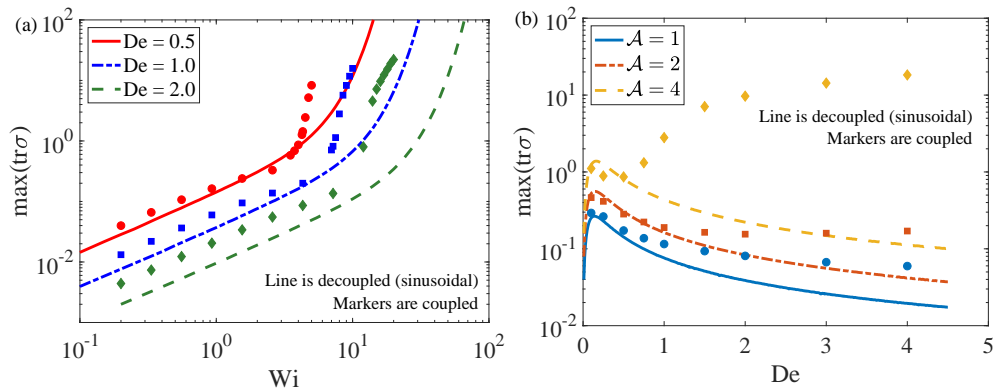 (a)
De = 0.5
De = 1.0
De = 2.0
Line is decoupled (sinusoidal)
Markers are coupled
max(trσ)
10^2
10^0
10^-2
10^-1
10^0
10^1
10^2
Wi
(b)
𝒜 = 1
𝒜 = 2
𝒜 = 4
Line is decoupled (sinusoidal)
Markers are coupled
max(trσ)
10^2
10^1
10^0
10^-1
10^-2
0
1
2
3
4
5
De